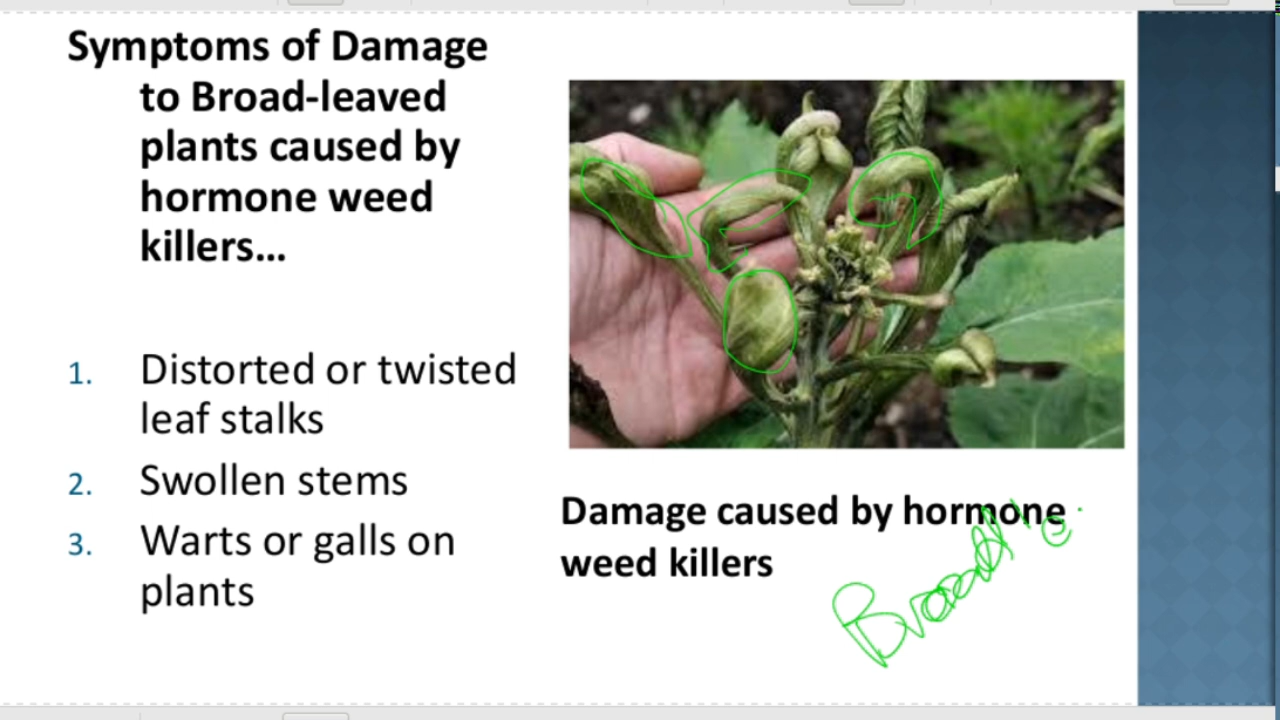 Symptoms of Damage
to Broad-leaved
plants caused by
hormone weed
killers...
1. Distorted or twisted
leaf stalks
2. Swollen stems
3. Warts or galls on
plants
Damage caused by hormone
weed killers